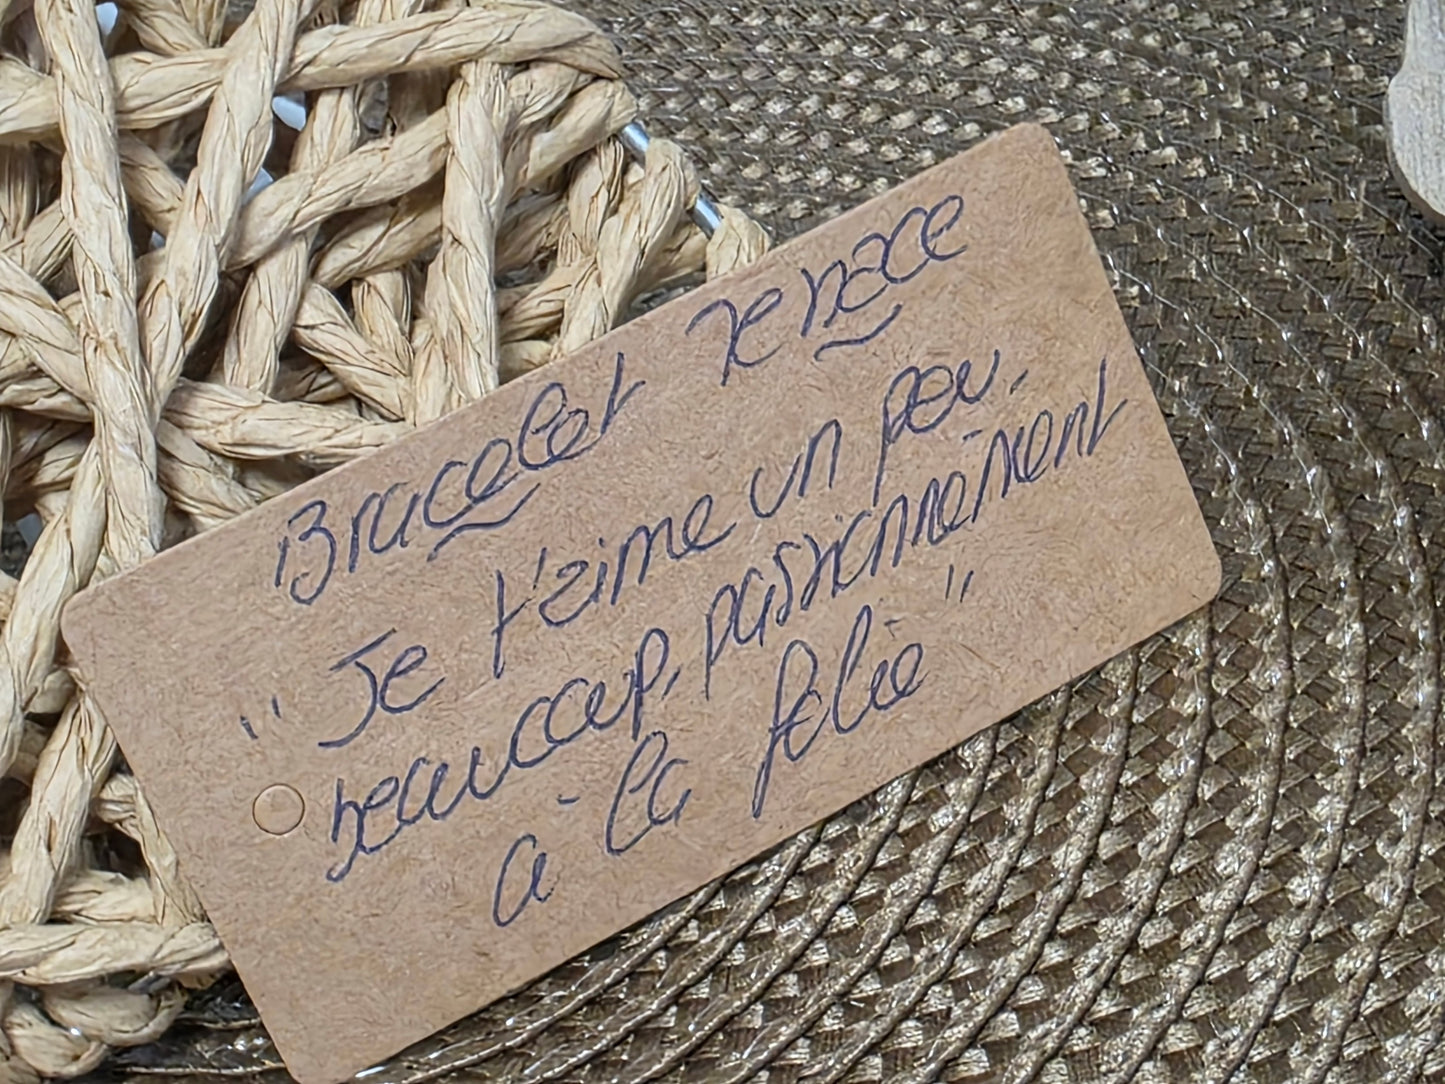 Bracelet Tenace
" Je t'aime un peu,
beaucoup, passionnément
à la folie "